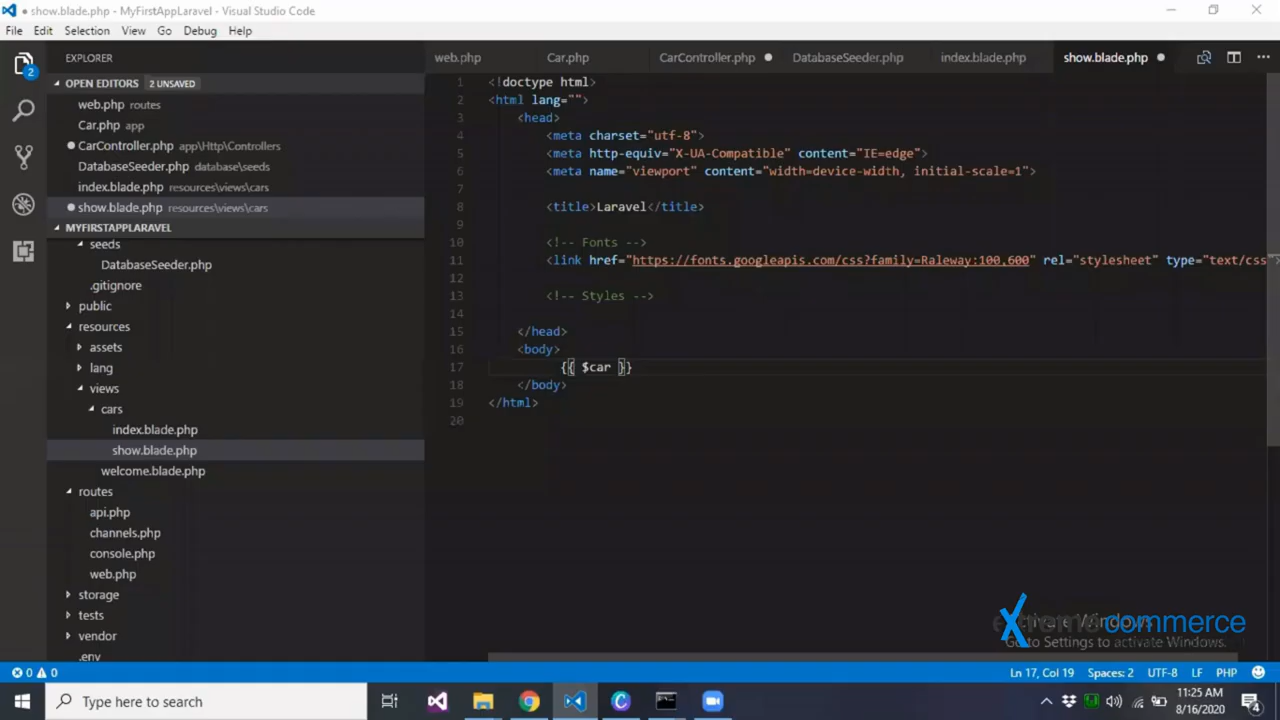 ● show.blade.php - MyFirstAppLaravel - Visual Studio Code
File Edit Selection View Go Debug Help
EXPLORER
OPEN EDITORS 2 UNSAVED
web.php routes
Car.php app
● CarController.php app\Http\Controllers
DatabaseSeeder.php database\seeds
index.blade.php resources\views\cars
● show.blade.php resources\views\cars
MYFIRSTAPPLARAVEL
seeds
DatabaseSeeder.php
.gitignore
public
resources
assets
lang
views
cars
index.blade.php
show.blade.php
welcome.blade.php
routes
api.php
channels.php
console.php
web.php
storage
tests
vendor
.env
2
web.php Car.php CarController.php ● DatabaseSeeder.php index.blade.php show.blade.php ●
1 <!doctype html>
2 <html lang="">
3 <head>
4 <meta charset="utf-8">
5 <meta http-equiv="X-UA-Compatible" content="IE=edge">
6 <meta name="viewport" content="width=device-width, initial-scale=1">
7
8 <title>Laravel</title>
9
10 <!-- Fonts -->
11 <link href="https://fonts.googleapis.com/css?family=Raleway:100,600" rel="stylesheet" type="text/css">
12
13 <!-- Styles -->
14
15 </head>
16 <body>
17 {{ $car }}
18 </body>
19 </html>
20
Xtreme commerce
Activate Windows
Go to Settings to activate Windows.
0 0 Ln 17, Col 19 Spaces: 2 UTF-8 LF PHP
Type here to search
11:25 AM
8/16/2020
4